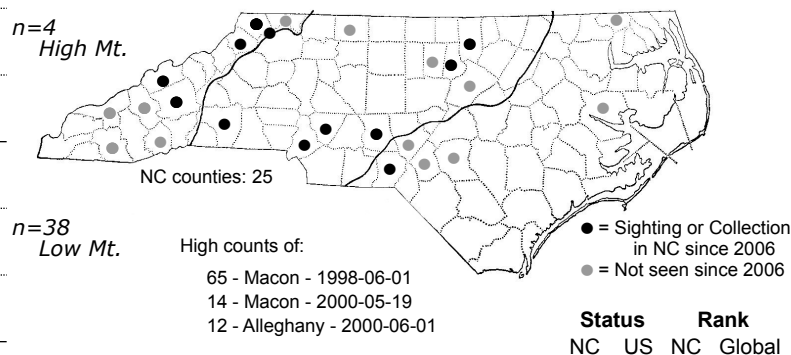 n=4
High Mt.
NC counties: 25
n=38
Low Mt.
High counts of:
65 - Macon - 1998-06-01
14 - Macon - 2000-05-19
12 - Alleghany - 2000-06-01
● = Sighting or Collection
in NC since 2006
● = Not seen since 2006
Status Rank
NC US NC Global